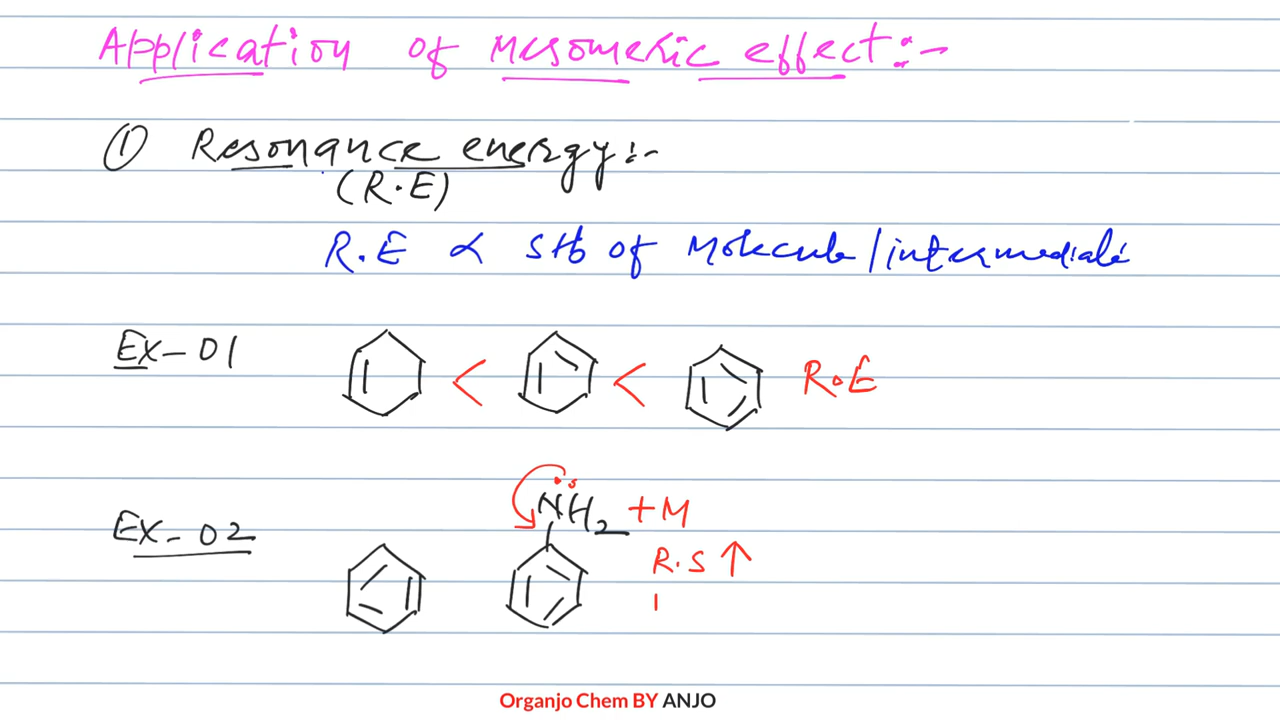 Application of Mesomeric effect:-
① Resonance energy:-
(R.E)
R.E ∝ stb of Molecule/intermediate
Ex-01 < < R.E
NH2 +M
Ex-02
R.S ↑
Organjo Chem BY ANJO